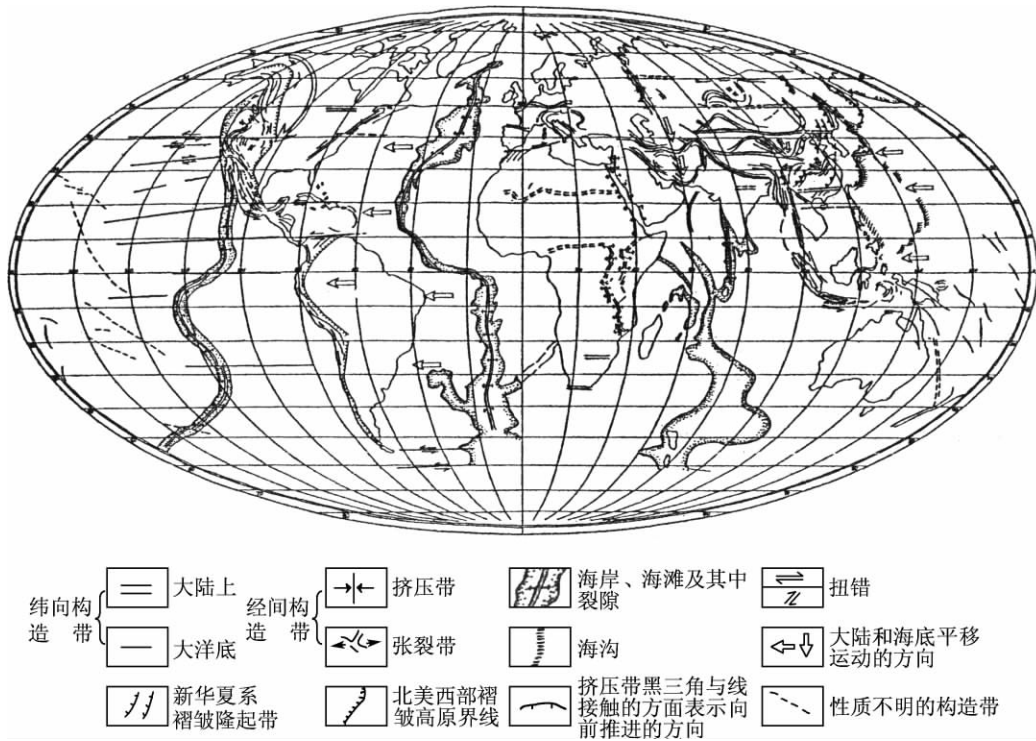 纬向构
造 带
大陆上
大洋底
经间构
造 带
挤压带
张裂带
海岸、海滩及其中
裂隙
海沟
扭错
大陆和海底平移
运动的方向
新华夏系
褶皱隆起带
北美西部褶
皱高原界线
挤压带黑三角与线
接触的方面表示向
前推进的方向
性质不明的构造带